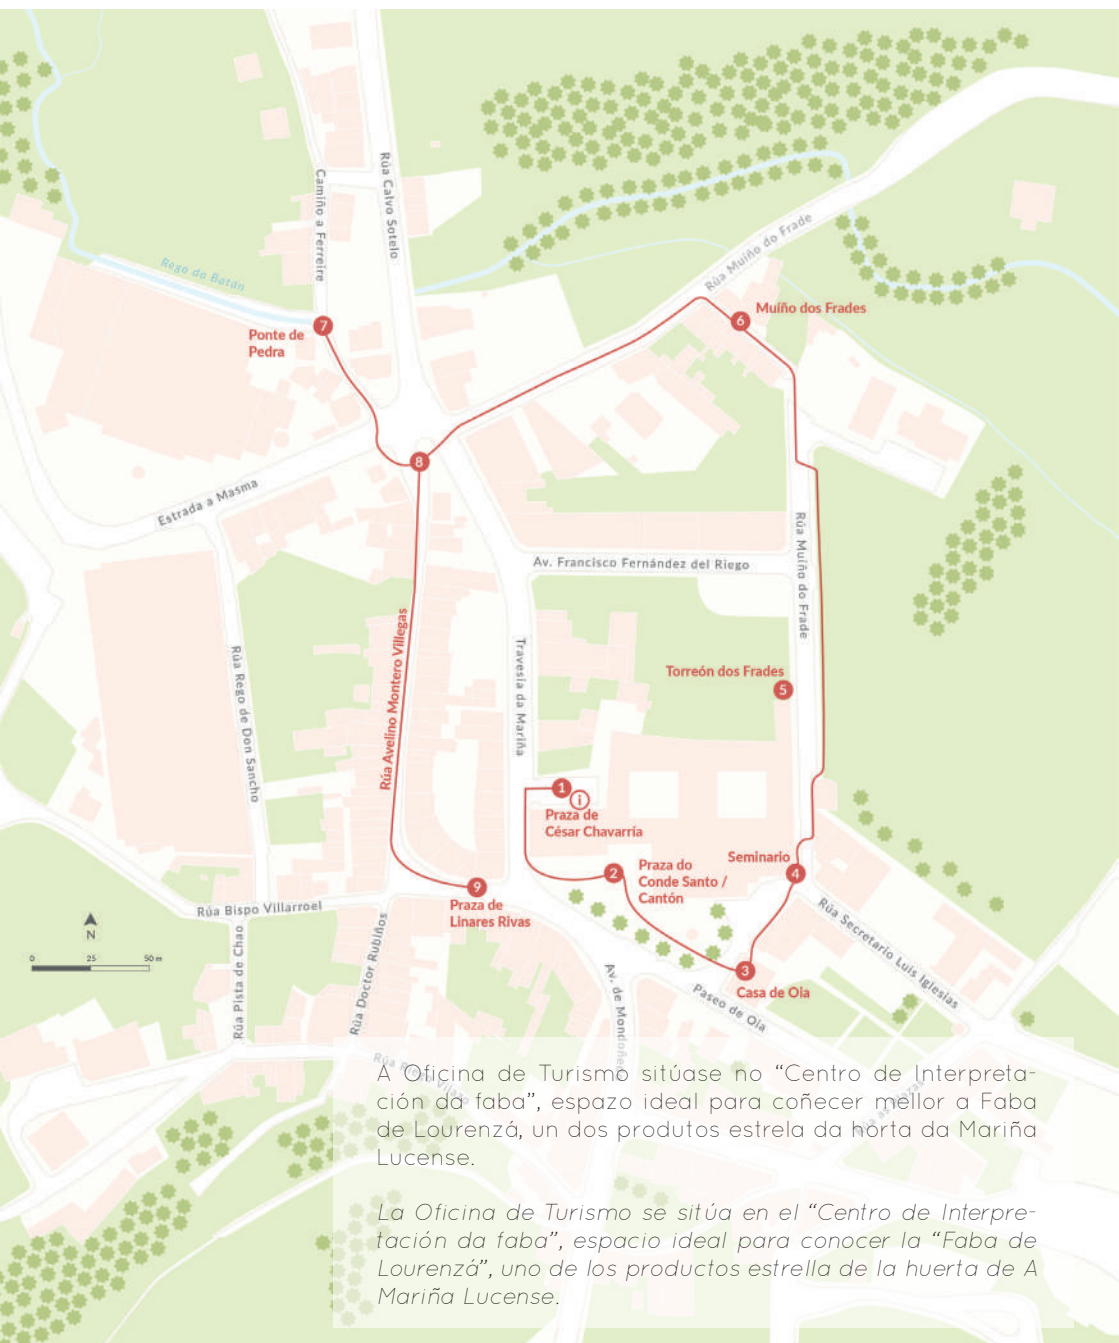 Rúa Calvo Sotelo
Camiño a Ferreire
Rúa Muíño do Frade
Rego do Batán
7
Ponte de
Pedra
6
Muíño dos Frades
8
Estrada a Masma
Av. Francisco Fernández del Riego
Rúa Muíño do Frade
Rúa Avelino Montero Villegas
Travesía da Mariña
Rúa Rego de Don Sancho
Torreón dos Frades
5
1
i
Praza de
César Chavarría
2
Praza do
Conde Santo /
Cantón
Seminario
4
9
Praza de
Linares Rivas
Rúa Bispo Villarroel
N
0 25 50 m
Rúa Pista de Chao
Rúa Doctor Rubiños
Rúa Secretario Luis Iglesias
3
Casa de Oia
Paseo de Oia
Av. de Mondoñedo
A Oficina de Turismo sitúase no “Centro de Interpreta-
ción da faba”, espazo ideal para coñecer mellor a Faba
de Lourenzá, un dos produtos estrela da horta da Mariña
Lucense.
La Oficina de Turismo se sitúa en el “Centro de Interpre-
tación da faba”, espacio ideal para conocer la “Faba de
Lourenzá”, uno de los productos estrella de la huerta de A
Mariña Lucense.